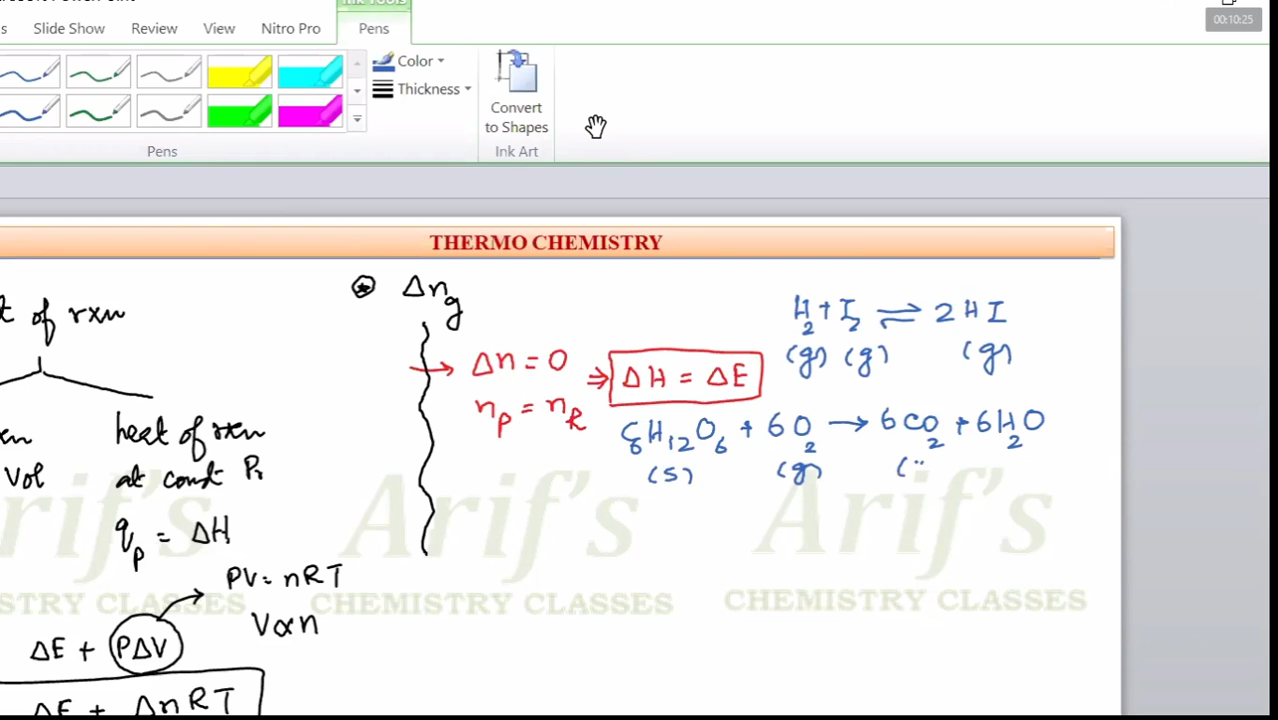 00:10:25
Slide Show Review View Nitro Pro Pens
Color
Thickness
Convert
to Shapes
Pens
Ink Art
THERMO CHEMISTRY
of rxn
heat of rxn
at const Pr
Vol
qp = ΔH
PV = nRT
V∝n
ΔE + PΔV
ΔE + ΔnRT
Δng
Δn = 0 ⇒ ΔH = ΔE
nP = nR
H2 + I2 ⇌ 2HI
(g) (g) (g)
C6H12O6 + 6O2 → 6CO2 + 6H2O
(s) (g)
Arif's Arif's
CHEMISTRY CLASSES CHEMISTRY CLASSES